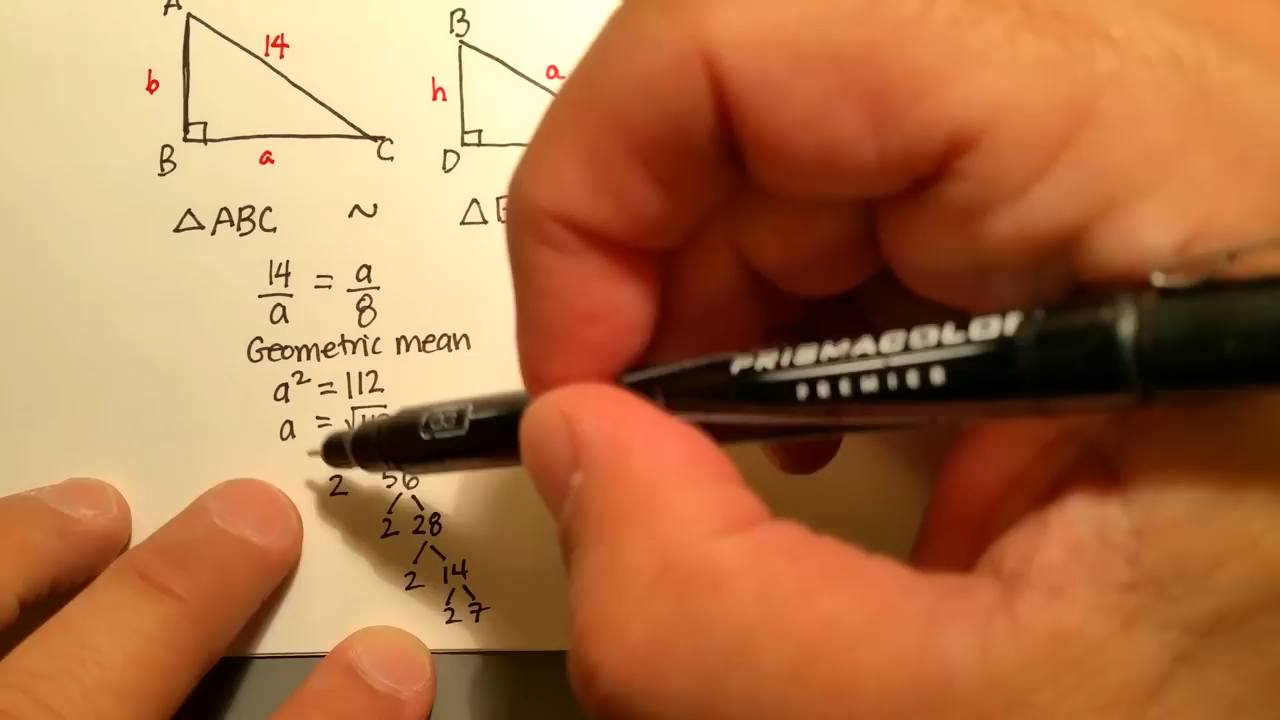 A
14
b
B
a
C
B
a
h
D
△ABC ~ △
14/a = a/8
Geometric mean
a² = 112
a = √
2 56
2 28
2 14
2 7
PRISMACOLOR
PREMIER